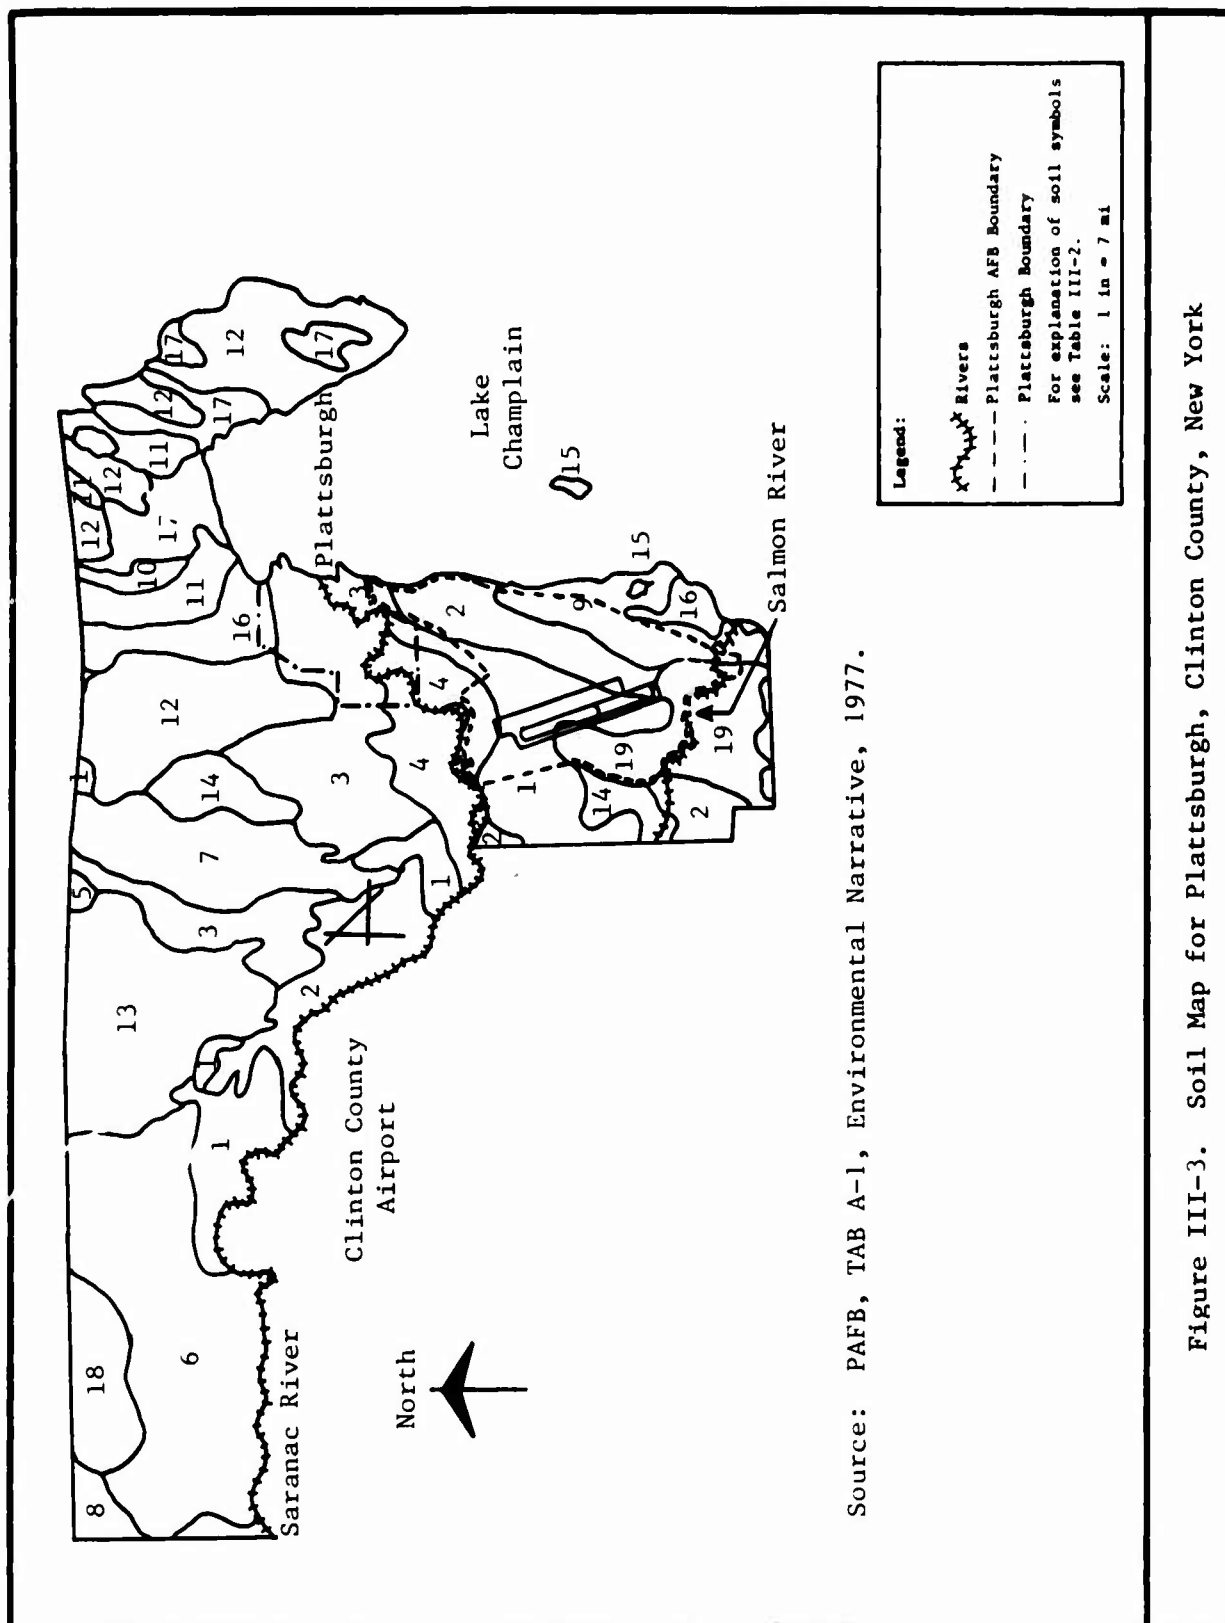 8
18
5
1
12
11
13
12
17
10
11
12
17
12
6
1
1
3
7
14
16
11
17
12
Saranac River
2
3
17
Plattsburgh
3
Clinton County
Airport
North
1
4
4
2
Lake
Champlain
2
1
9
15
14
19
15
16
2
19
Salmon River
Source: PAFB, TAB A-1, Environmental Narrative, 1977.
Legend:
Rivers
Plattsburgh AFB Boundary
Plattsburgh Boundary
For explanation of soil symbols
see Table III-2.
Scale: 1 in = 7 mi
Figure III-3. Soil Map for Plattsburgh, Clinton County, New York